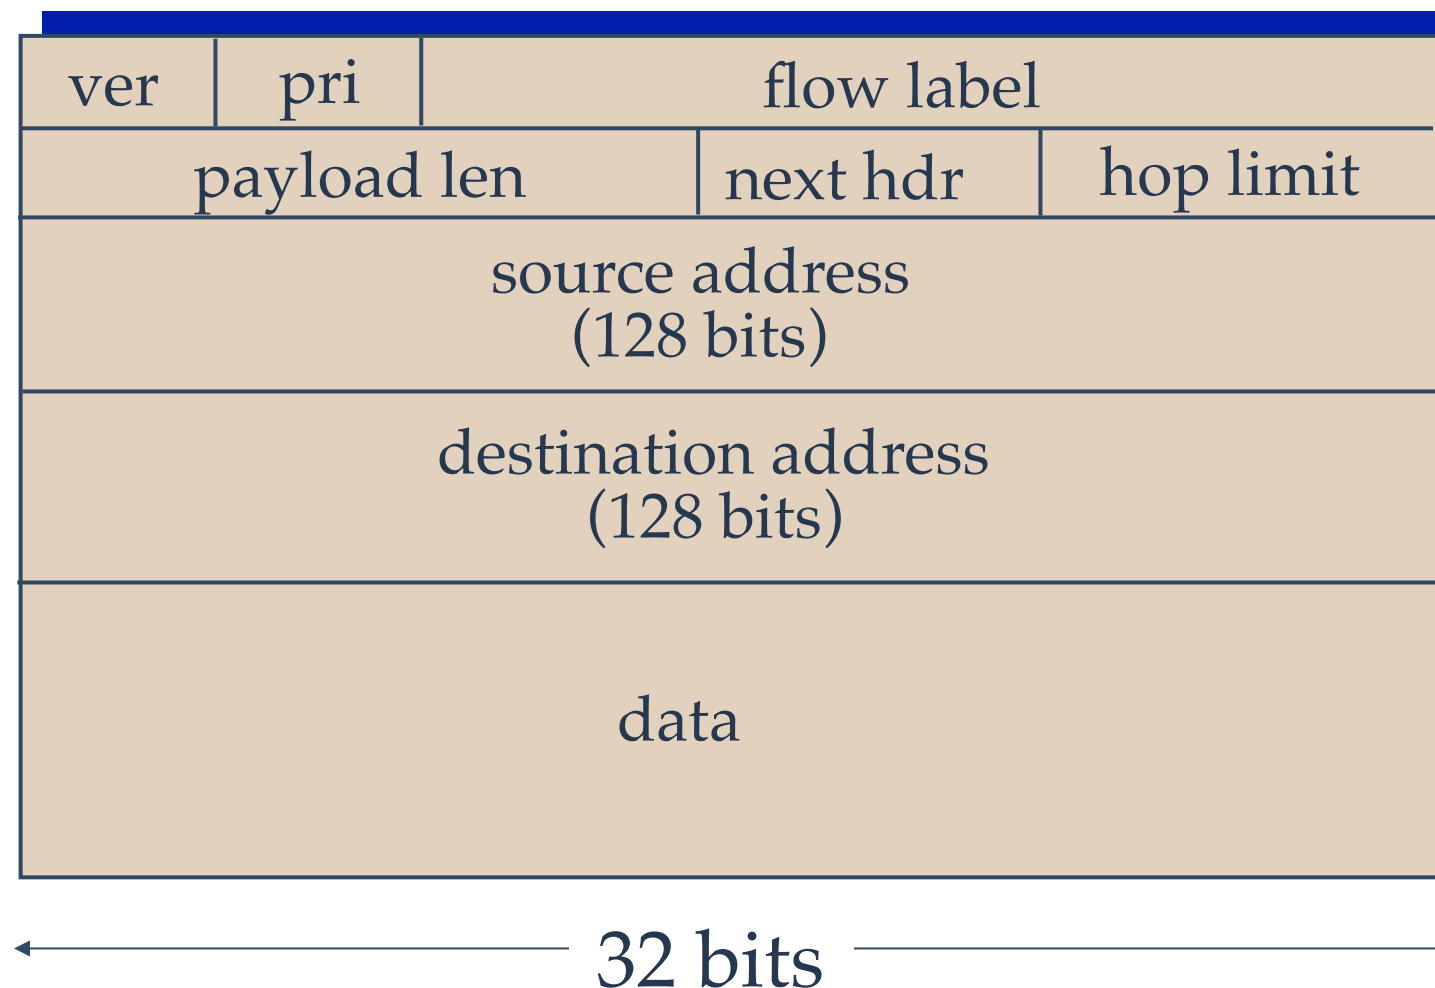 ver pri flow label
payload len next hdr hop limit
source address
(128 bits)
destination address
(128 bits)
data
32 bits